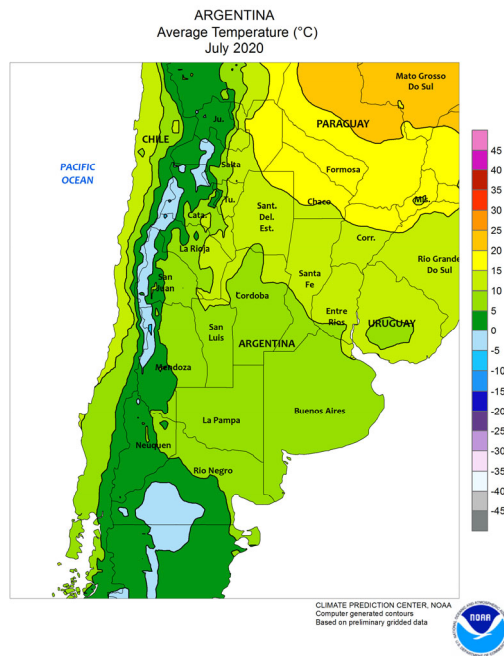 ARGENTINA
Average Temperature (°C)
July 2020
Mato Grosso
Do Sul
Ju.
PARAGUAY
CHILE
PACIFIC
OCEAN
Salta
Formosa
Tu.
Chaco
Mis.
Cata.
Sant.
Del.
Est.
Corr.
La Rioja
Rio Grande
Do Sul
San
Juan
Santa
Fe
Cordoba
Entre
Rios
URUGUAY
San
Luis
ARGENTINA
Mendoza
La Pampa
Buenos Aires
Neuquen
Rio Negro
45
40
35
30
25
20
15
10
5
0
-5
-10
-15
-20
-25
-30
-35
-40
-45
CLIMATE PREDICTION CENTER, NOAA
Computer generated contours
Based on preliminary gridded data
NOAA